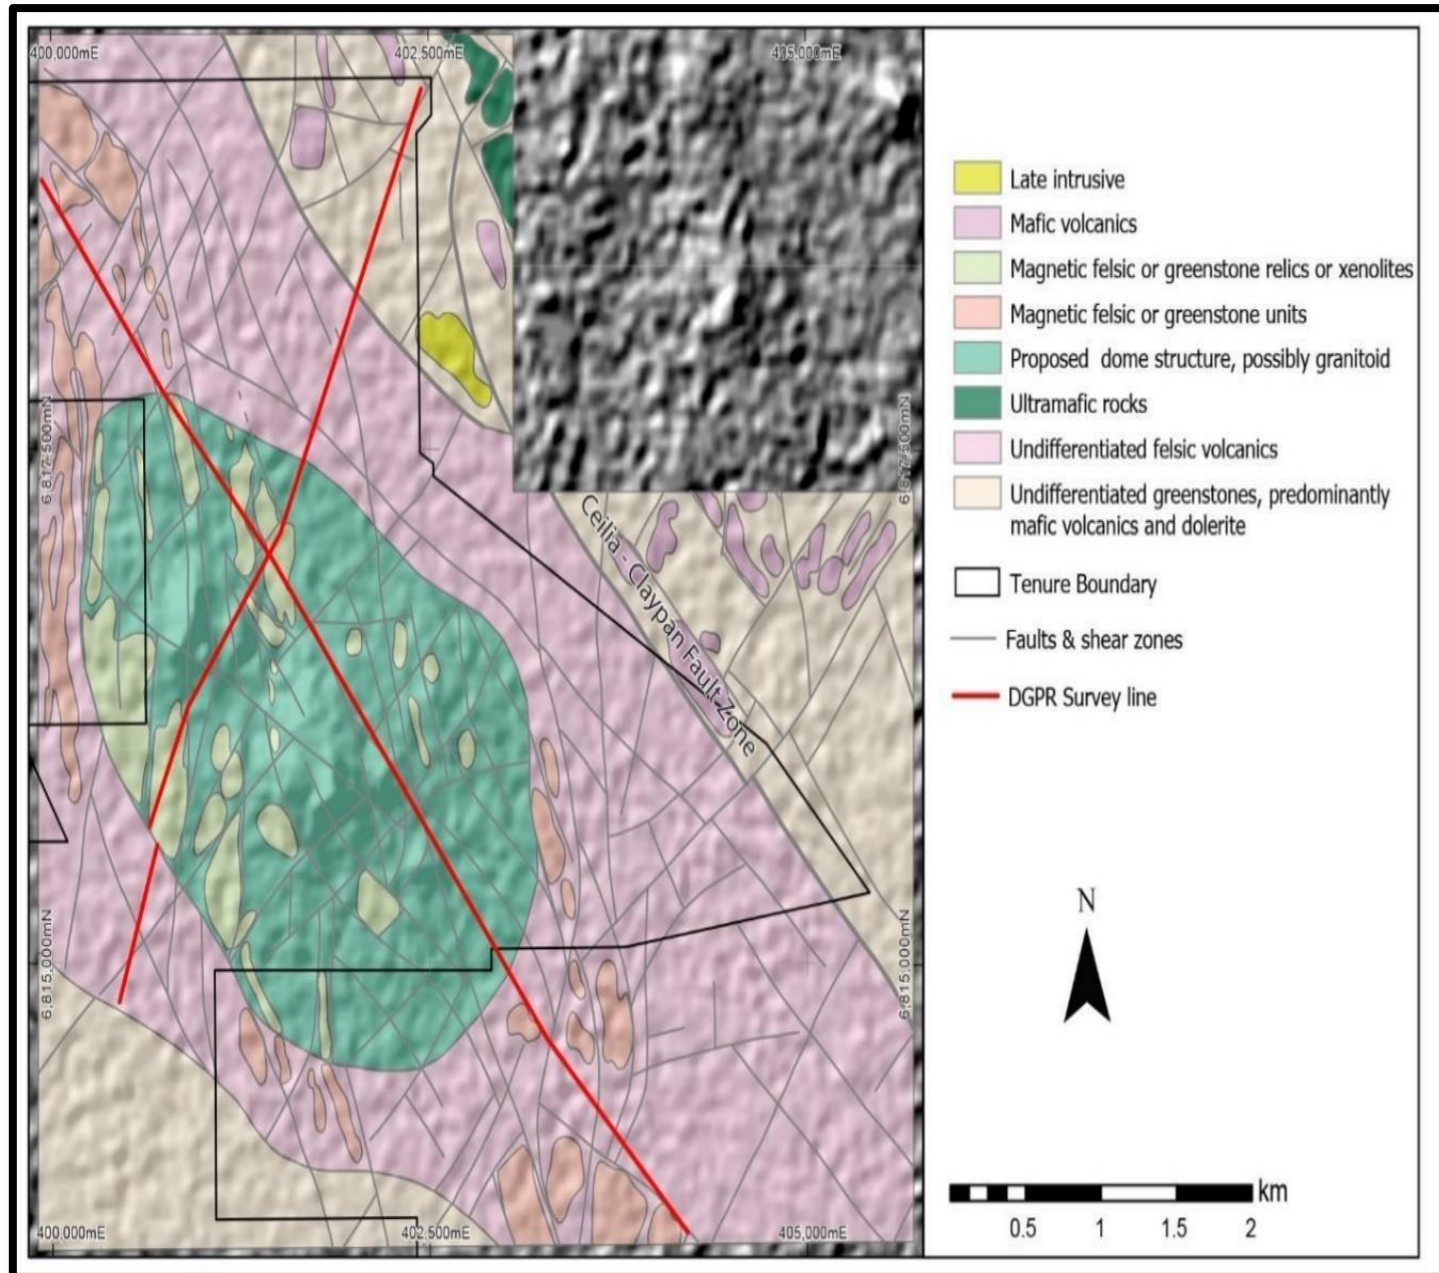 400,000mE
402,500mE
405,000mE
6,817,500mN
6,817,500mN
Ceilia - Claypan Fault Zone
6,815,000mN
6,815,000mN
400,000mE
402,500mE
405,000mE
Late intrusive
Mafic volcanics
Magnetic felsic or greenstone relics or xenolites
Magnetic felsic or greenstone units
Proposed dome structure, possibly granitoid
Ultramafic rocks
Undifferentiated felsic volcanics
Undifferentiated greenstones, predominantly
mafic volcanics and dolerite
Tenure Boundary
Faults & shear zones
DGPR Survey line
N
km
0.5 1 1.5 2